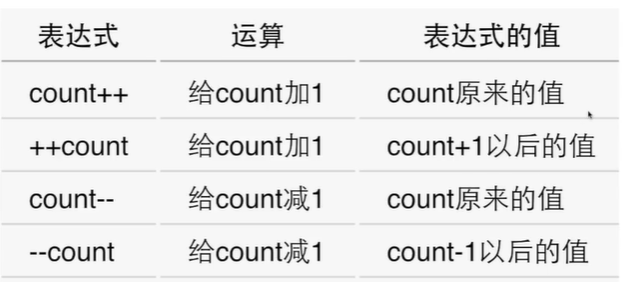 表达式 运算 表达式的值
count++ 给count加1 count原来的值
++count 给count加1 count+1以后的值
count-- 给count减1 count原来的值
--count 给count减1 count-1以后的值